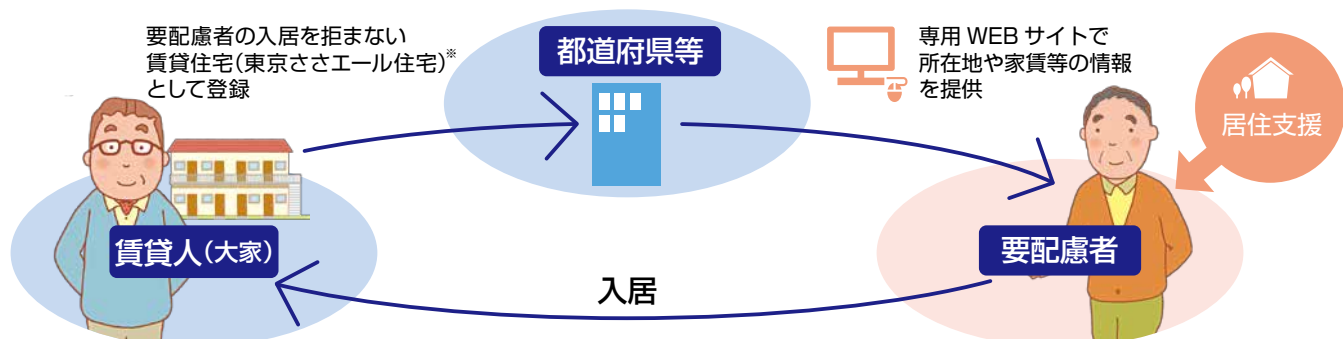 要配慮者の入居を拒まない
賃貸住宅(東京ささエール住宅)※
として登録
都道府県等
専用 WEB サイトで
所在地や家賃等の情報
を提供
居住支援
賃貸人(大家)
要配慮者
入居